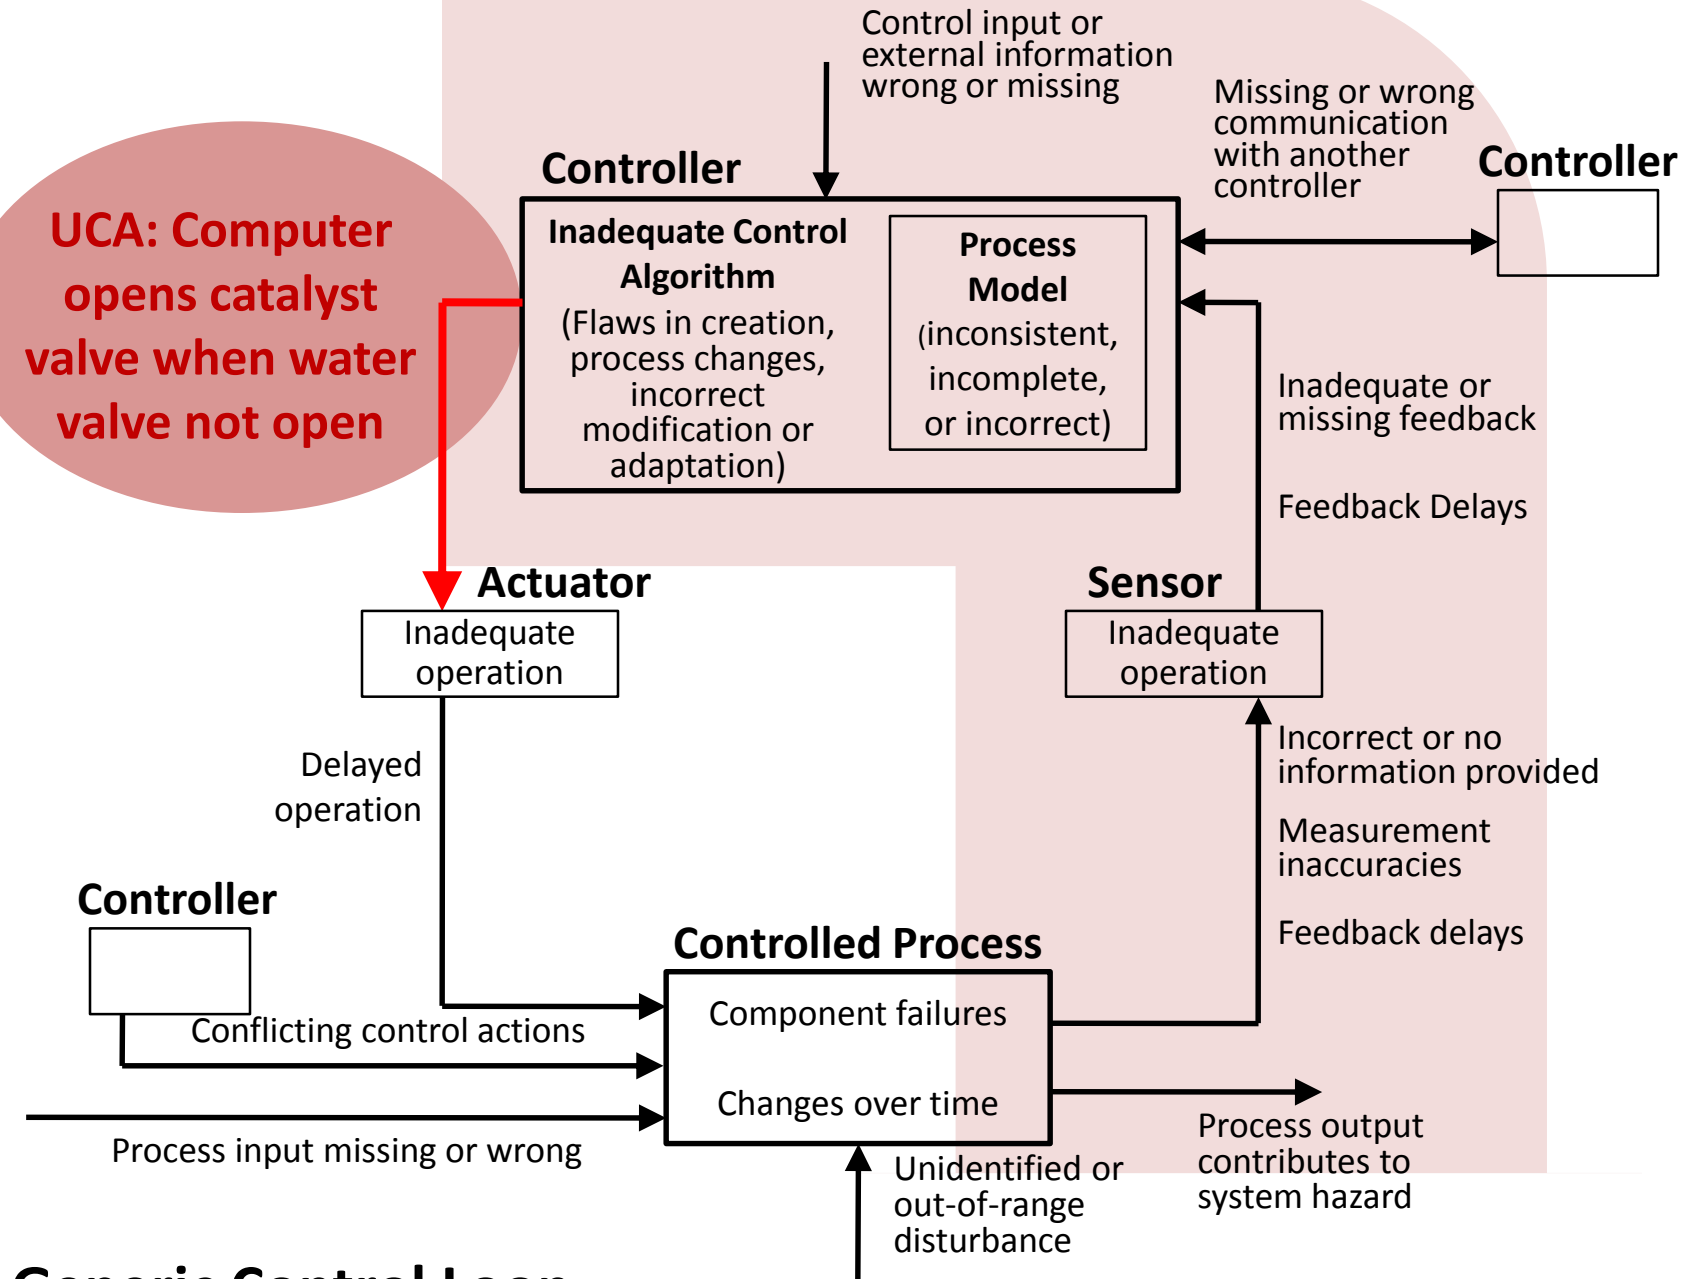 Control input or
external information
wrong or missing
Missing or wrong
communication
with another
controller
Controller
Controller
UCA: Computer
opens catalyst
valve when water
valve not open
Inadequate Control
Algorithm
(Flaws in creation,
process changes,
incorrect
modification or
adaptation)
Process
Model
(inconsistent,
incomplete,
or incorrect)
Inadequate or
missing feedback
Feedback Delays
Actuator
Inadequate
operation
Sensor
Inadequate
operation
Delayed
operation
Incorrect or no
information provided
Measurement
inaccuracies
Feedback delays
Controller
Controlled Process
Component failures
Changes over time
Conflicting control actions
Process input missing or wrong
Process output
contributes to
system hazard
Unidentified or
out-of-range
disturbance
Generic Control Loop